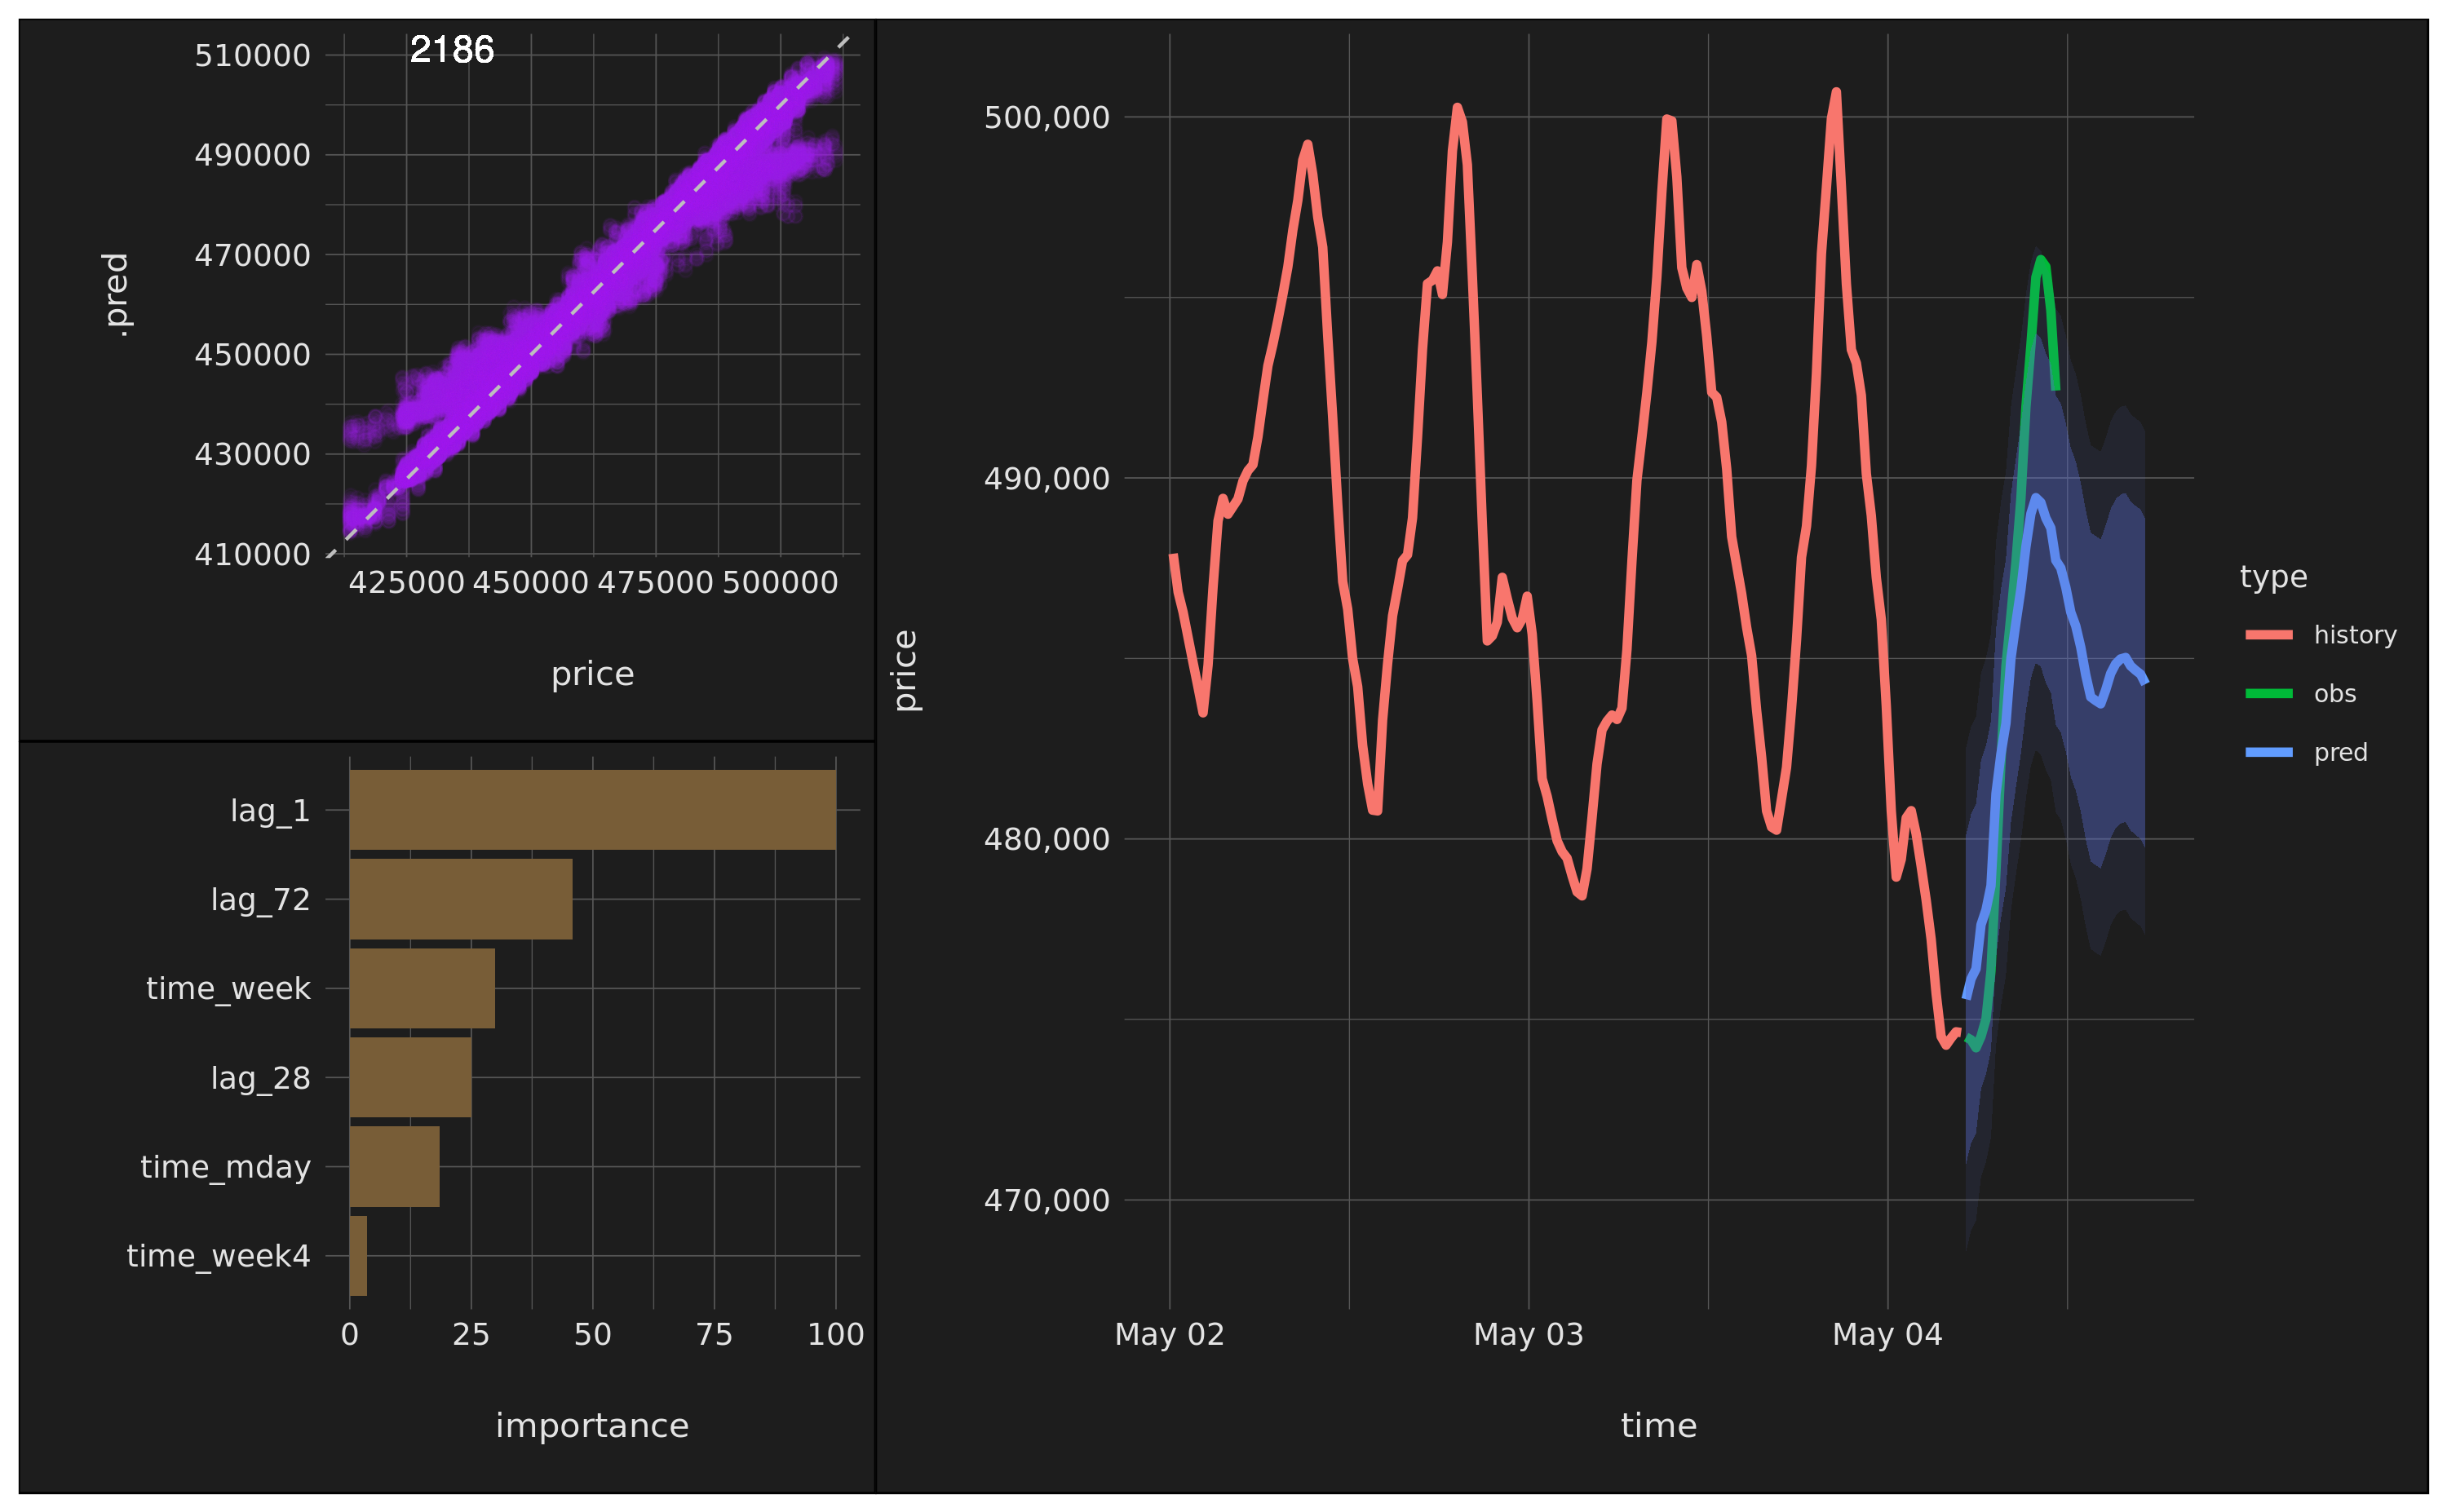 2186
510000
490000
470000
450000
430000
410000
.pred
425000 450000 475000 500000
price
lag_1
lag_72
time_week
lag_28
time_mday
time_week4
0 25 50 75 100
importance
500,000
490,000
480,000
470,000
price
May 02 May 03 May 04
time
type
history
obs
pred